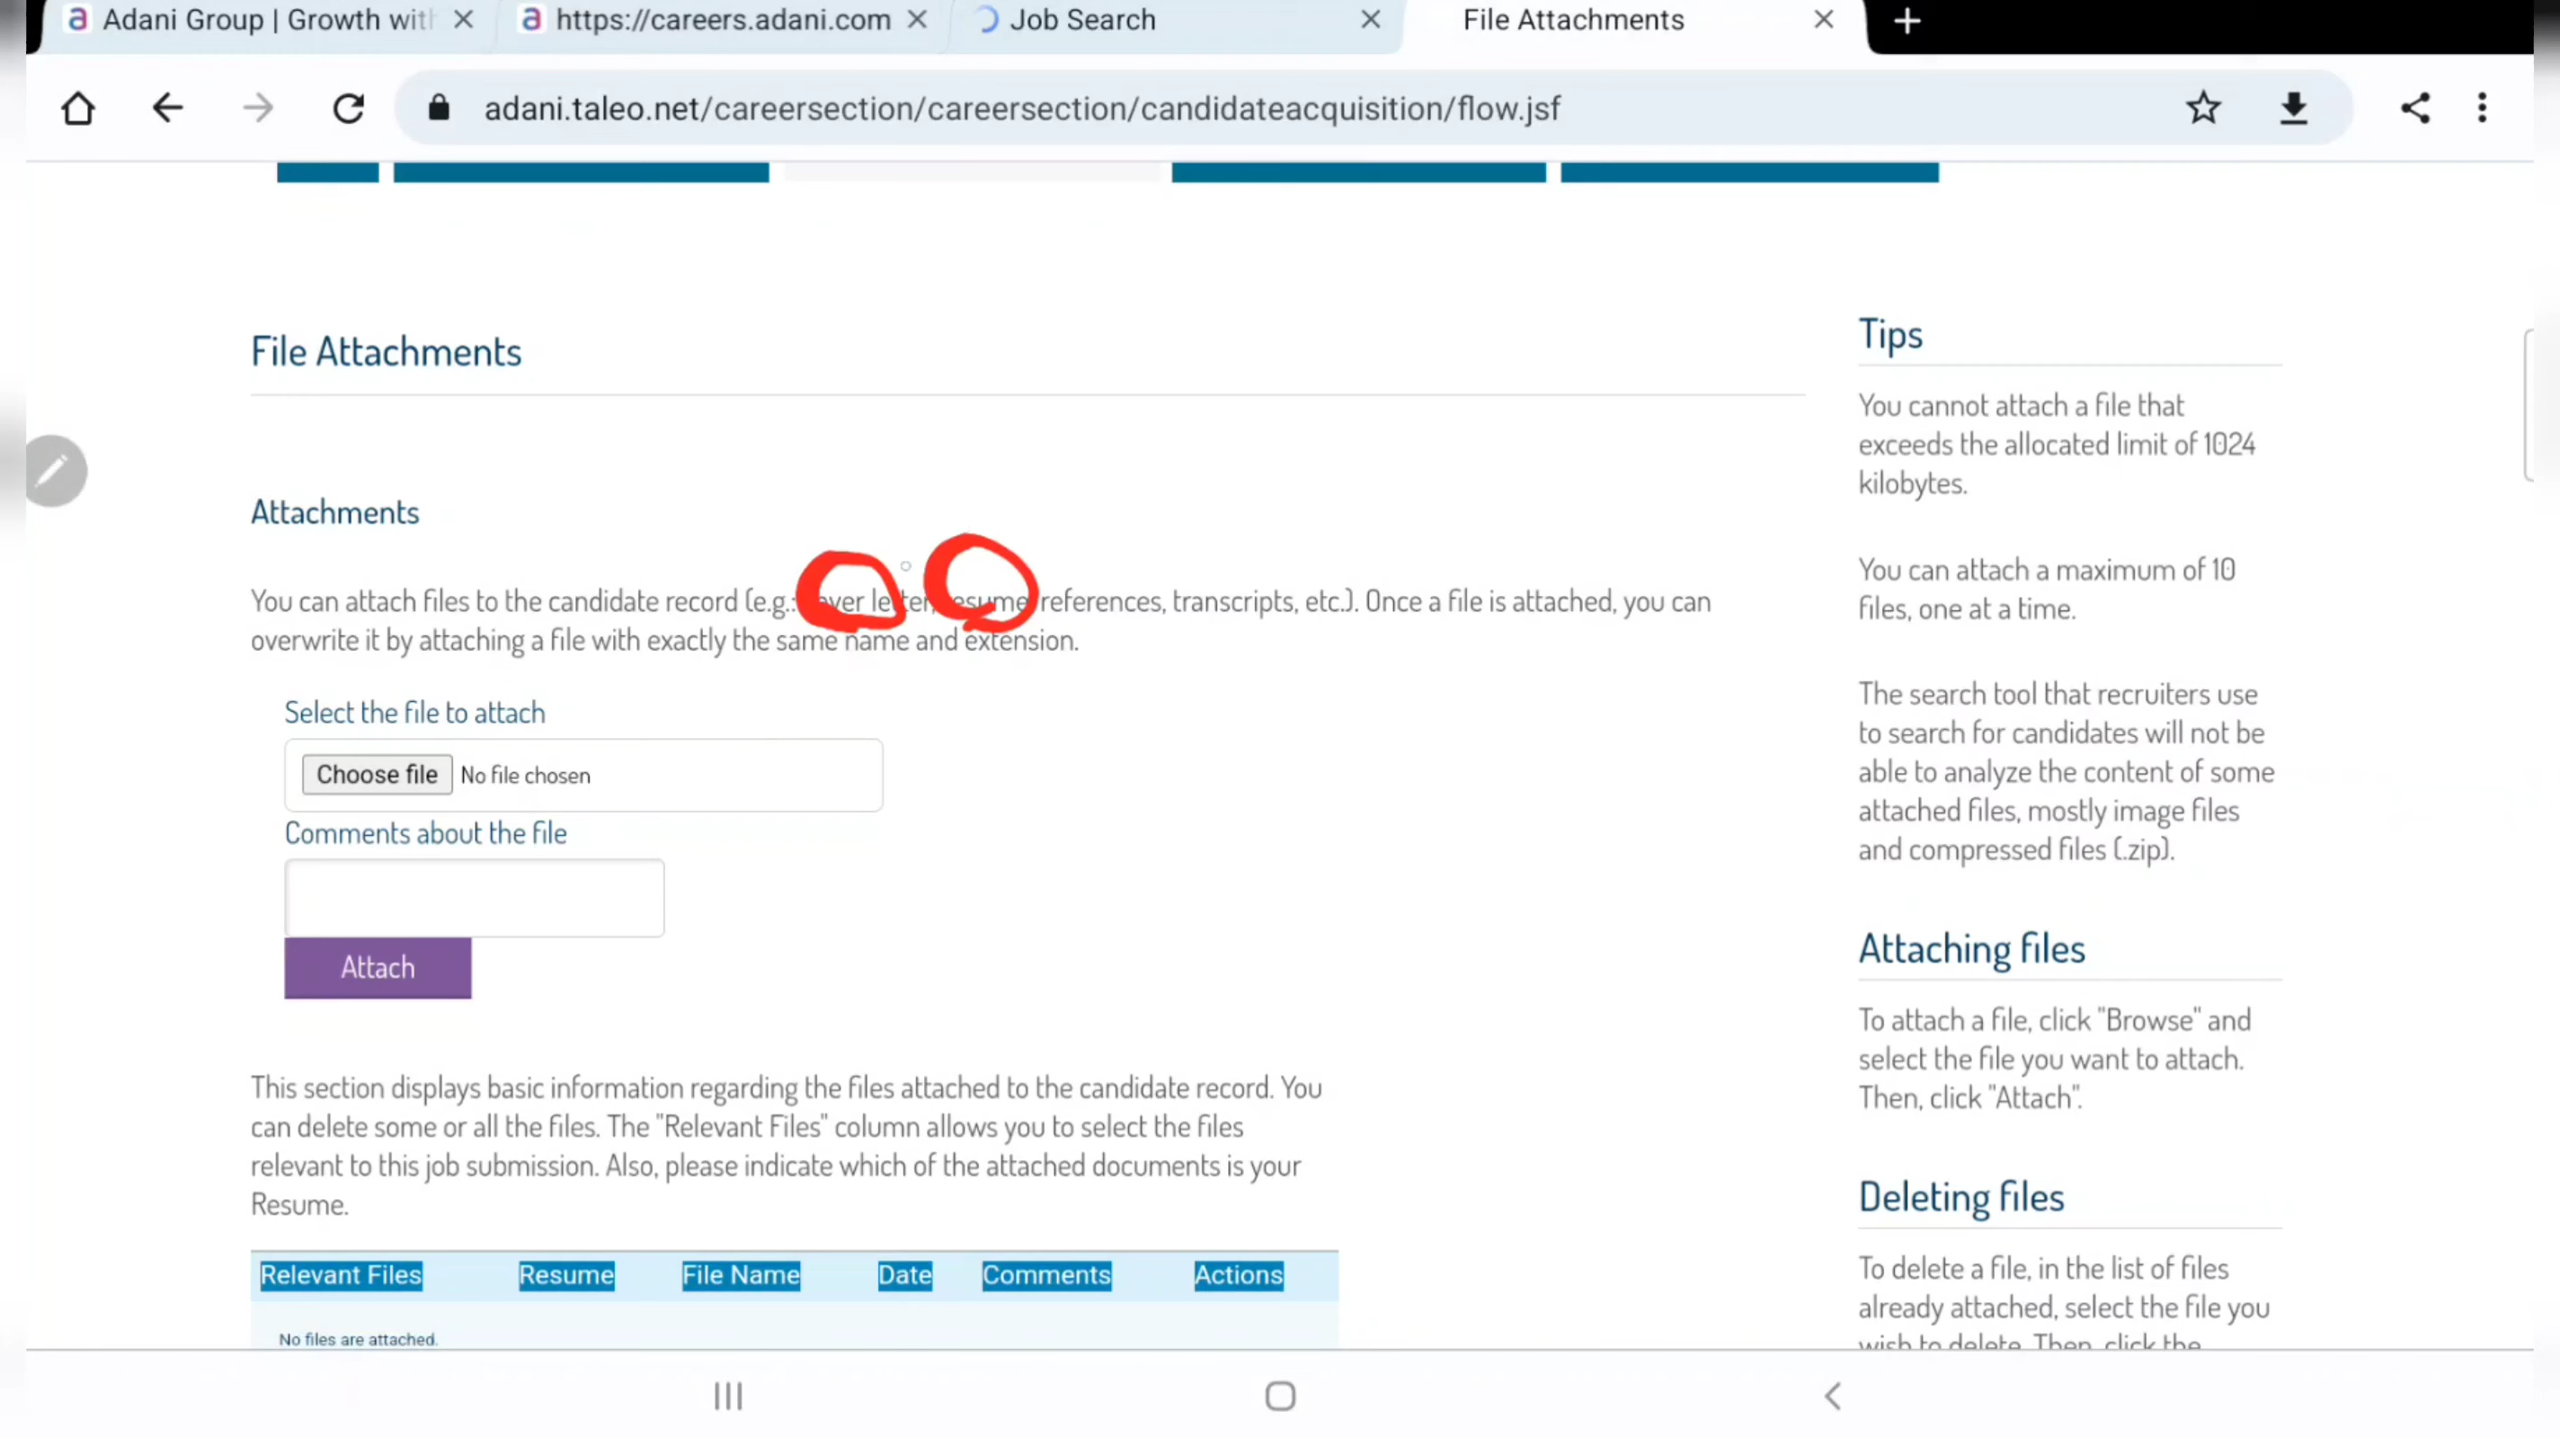 Adani Group | Growth with
https://careers.adani.com
Job Search
File Attachments
adani.taleo.net/careersection/careersection/candidateacquisition/flow.jsf
File Attachments
Attachments
You can attach files to the candidate record (e.g.: cover letter, resume, references, transcripts, etc.). Once a file is attached, you can
overwrite it by attaching a file with exactly the same name and extension.
Select the file to attach
Choose file No file chosen
Comments about the file
Attach
This section displays basic information regarding the files attached to the candidate record. You
can delete some or all the files. The "Relevant Files" column allows you to select the files
relevant to this job submission. Also, please indicate which of the attached documents is your
Resume.
Relevant Files Resume File Name Date Comments Actions
No files are attached.
Tips
You cannot attach a file that
exceeds the allocated limit of 1024
kilobytes.
You can attach a maximum of 10
files, one at a time.
The search tool that recruiters use
to search for candidates will not be
able to analyze the content of some
attached files, mostly image files
and compressed files (.zip).
Attaching files
To attach a file, click "Browse" and
select the file you want to attach.
Then, click "Attach".
Deleting files
To delete a file, in the list of files
already attached, select the file you
wish to delete. Then, click the